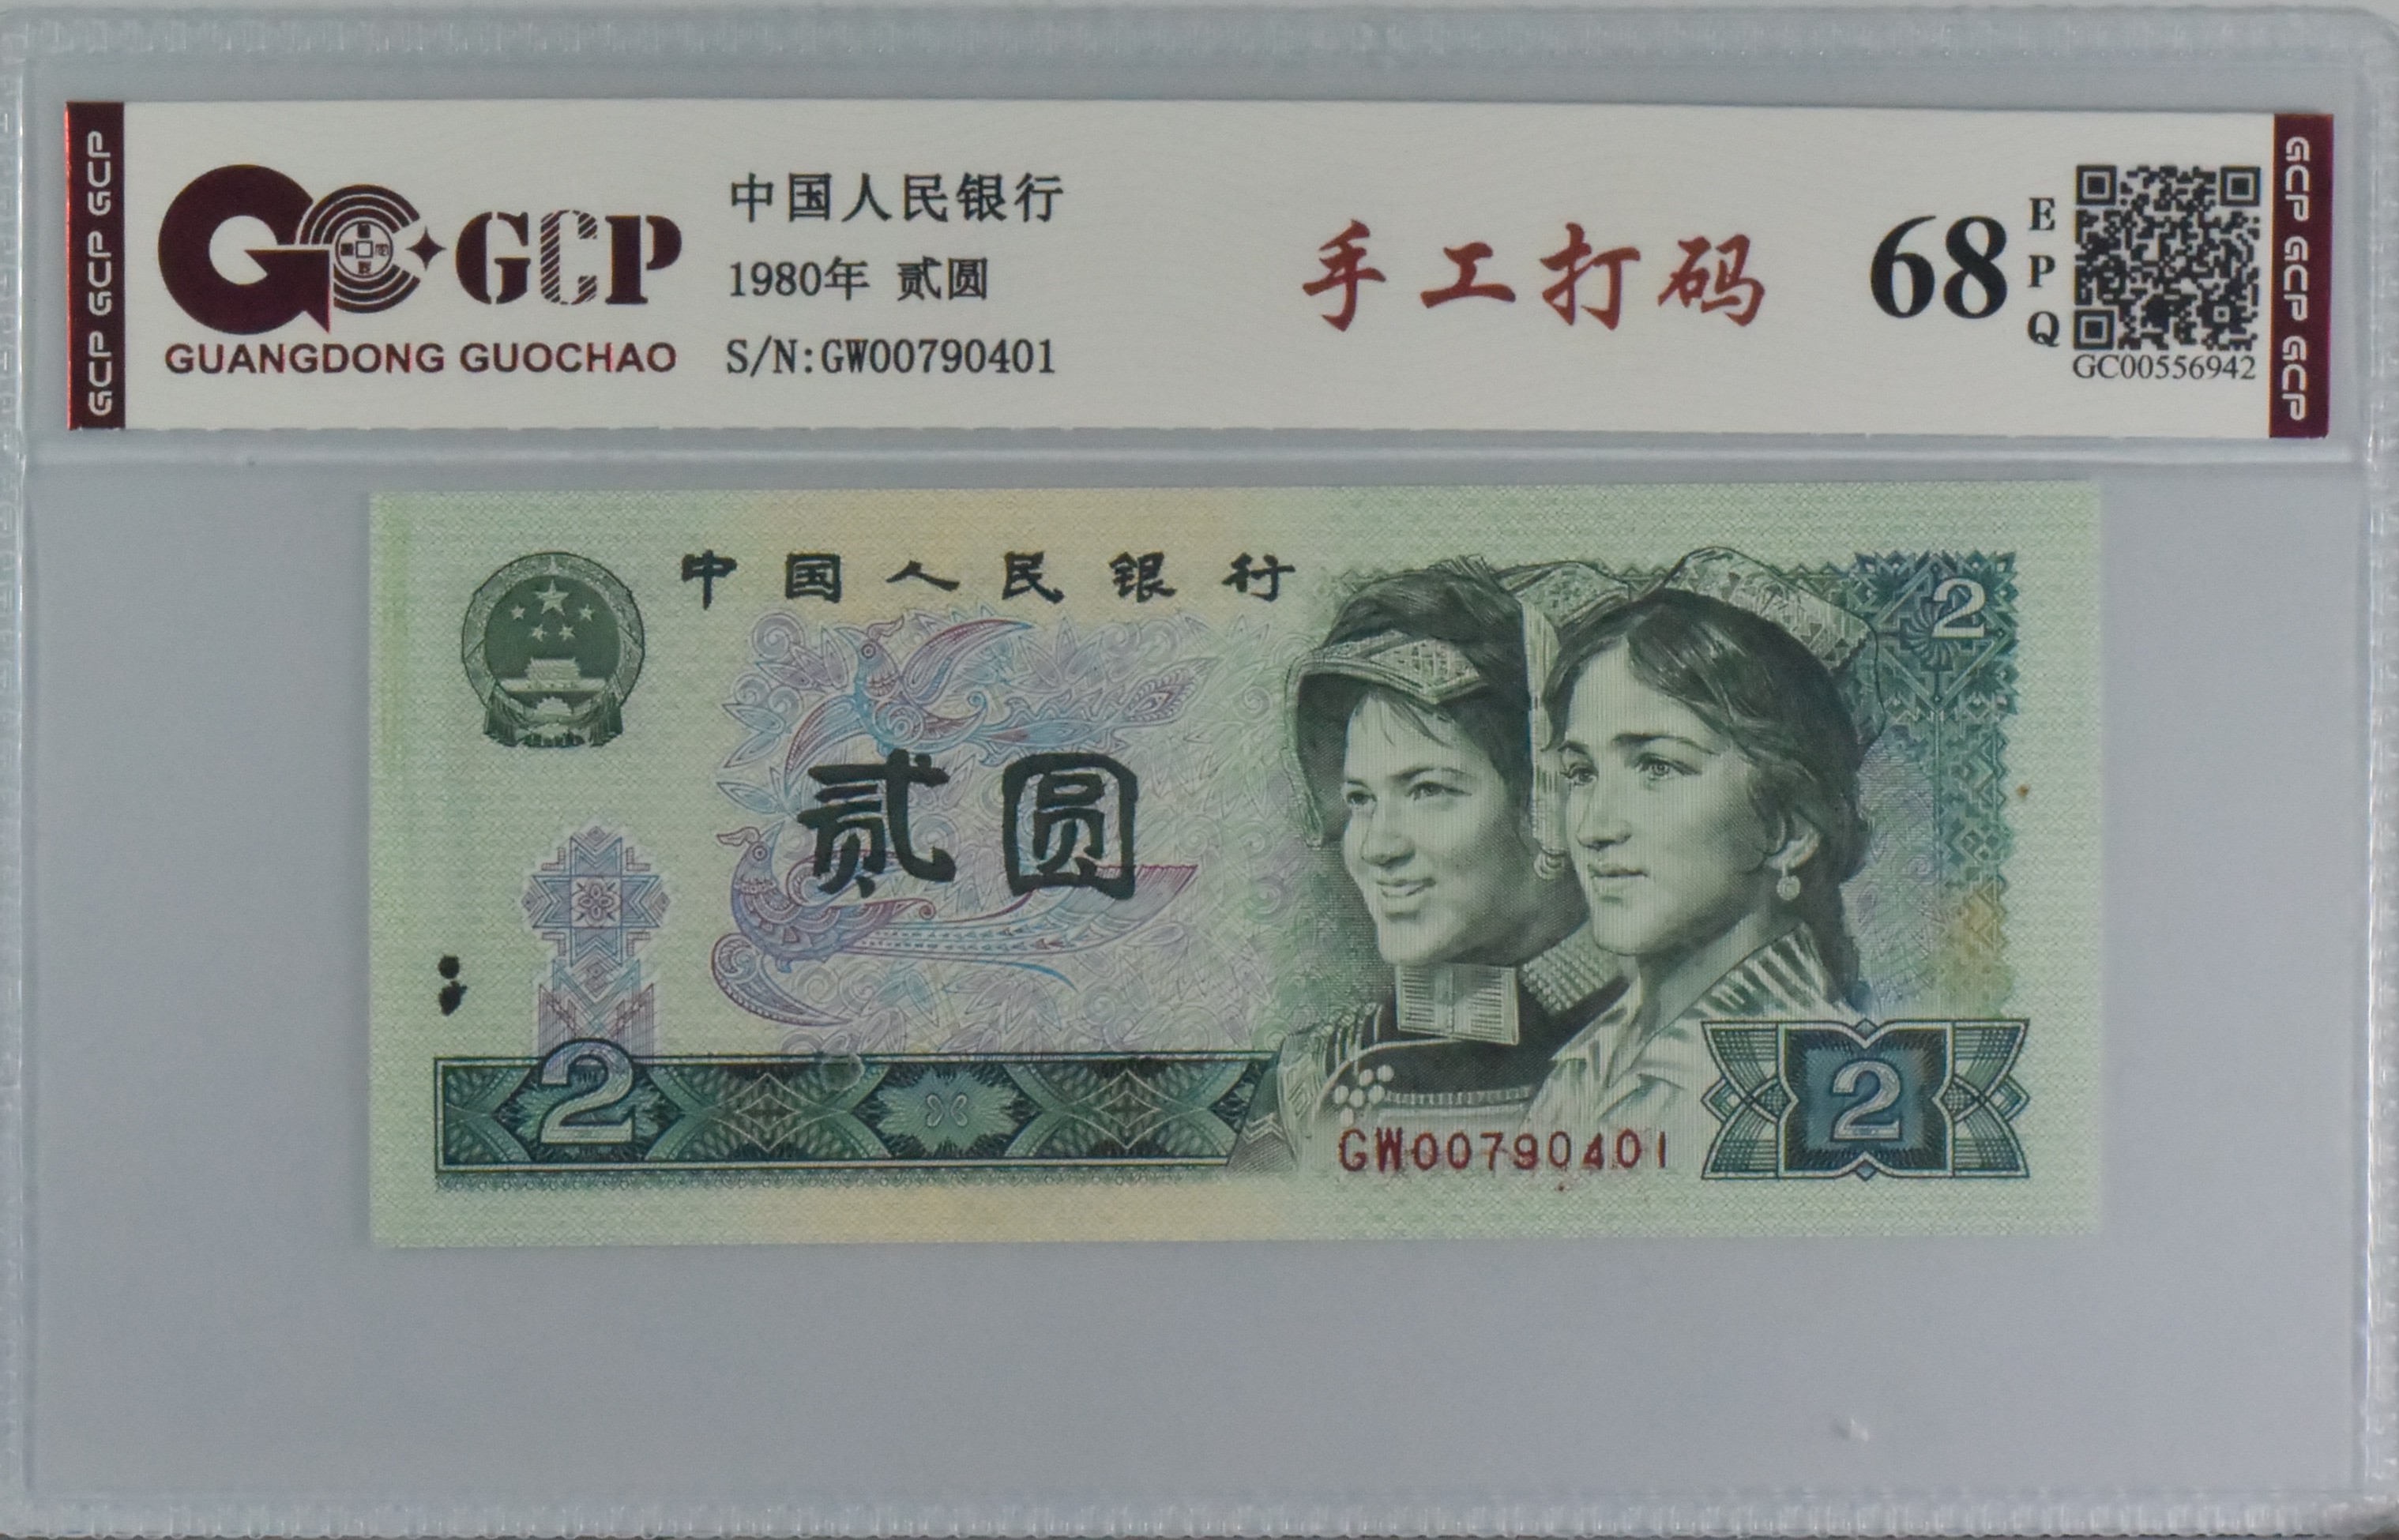 GCP GCP GCP
GCP
GUANGDONG GUOCHAO
中国人民银行
1980年 贰圆
S/N:GW00790401
手工打码
68
EPQ
GC00556942
GCP GCP GCP
中国人民银行
2
贰圆
2
GW00790401
2